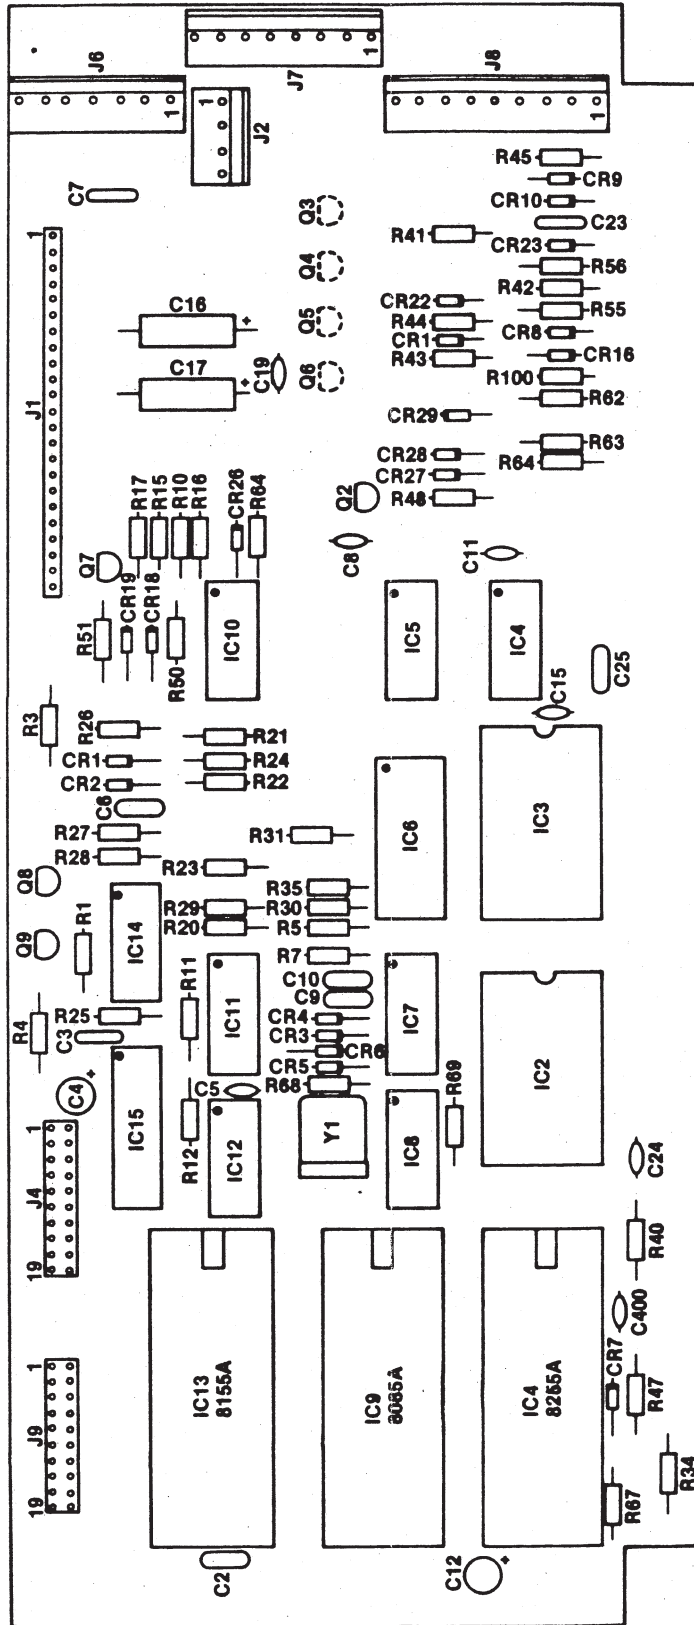 J6
J7
J8
1
1
1
1
J2
C7
R45
CR9
CR10
C23
CR23
R56
R42
R55
CR8
CR16
R100
R62
R63
R64
Q3
Q4
Q5
Q6
R41
CR22
R44
CR1
R43
CR29
CR28
CR27
R48
1
J1
C16
+
C17
+
C19
Q2
R17
R15
R10
R16
CR26
R64
C8
C11
Q7
R51
CR19
CR18
R50
IC10
IC5
IC4
C25
C15
R3
R26
CR1
CR2
C6
R27
R28
R21
R24
R22
R31
R23
IC6
IC3
Q8
Q9
R1
IC14
R29
R20
R35
R30
R5
R7
C10
C9
CR4
CR3
CR6
CR5
R68
R11
IC11
IC7
IC2
R4
R25
C3
C4
+
IC15
R12
C5
IC12
Y1
IC8
R69
C24
1
J4
19
R40
C400
CR7
R47
R34
R67
1
J9
19
IC13
8155A
IC9
8085A
IC4
8255A
C2
C12
+